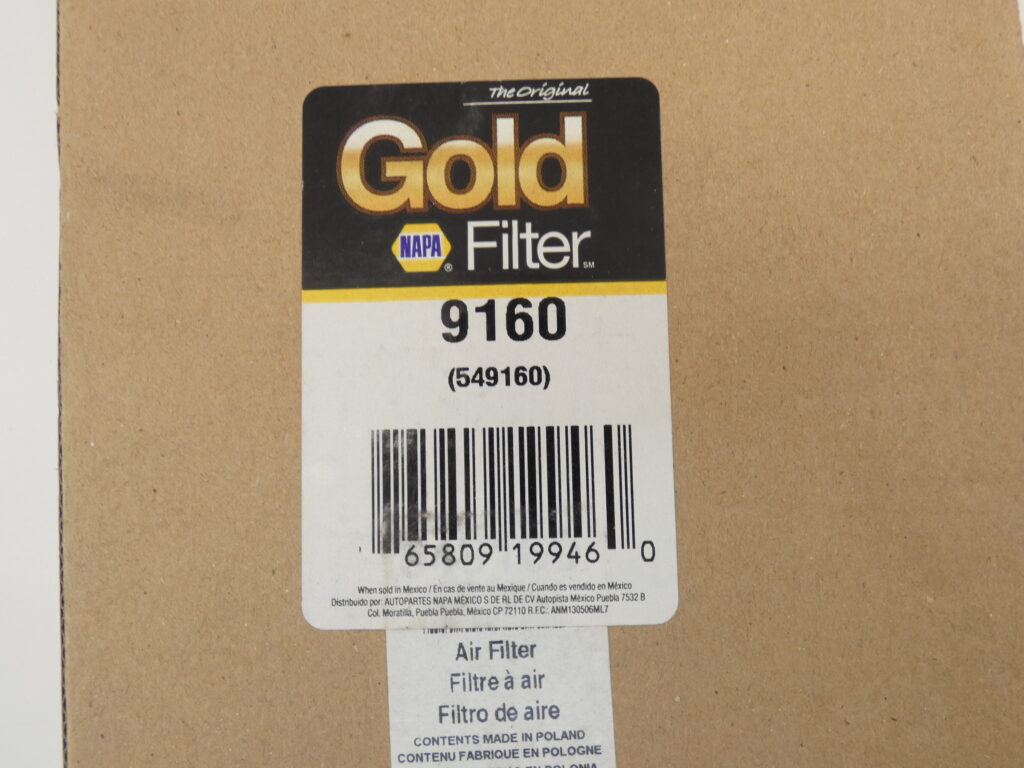 The Original
Gold
NAPA® Filter℠
9160
(549160)
65809 19946 0
When sold in Mexico / En cas de vente au Mexique / Cuando es vendido en México
Distribuido por: AUTOPARTES NAPA MÉXICO S DE RL DE CV Autopista México Puebla 7532 B
Col. Moratilla, Puebla Puebla, México CP 72110 R.F.C.: ANM130506ML7
Air Filter
Filtre à air
Filtro de aire
CONTENTS MADE IN POLAND
CONTENU FABRIQUE EN POLOGNE
EN POLONIA